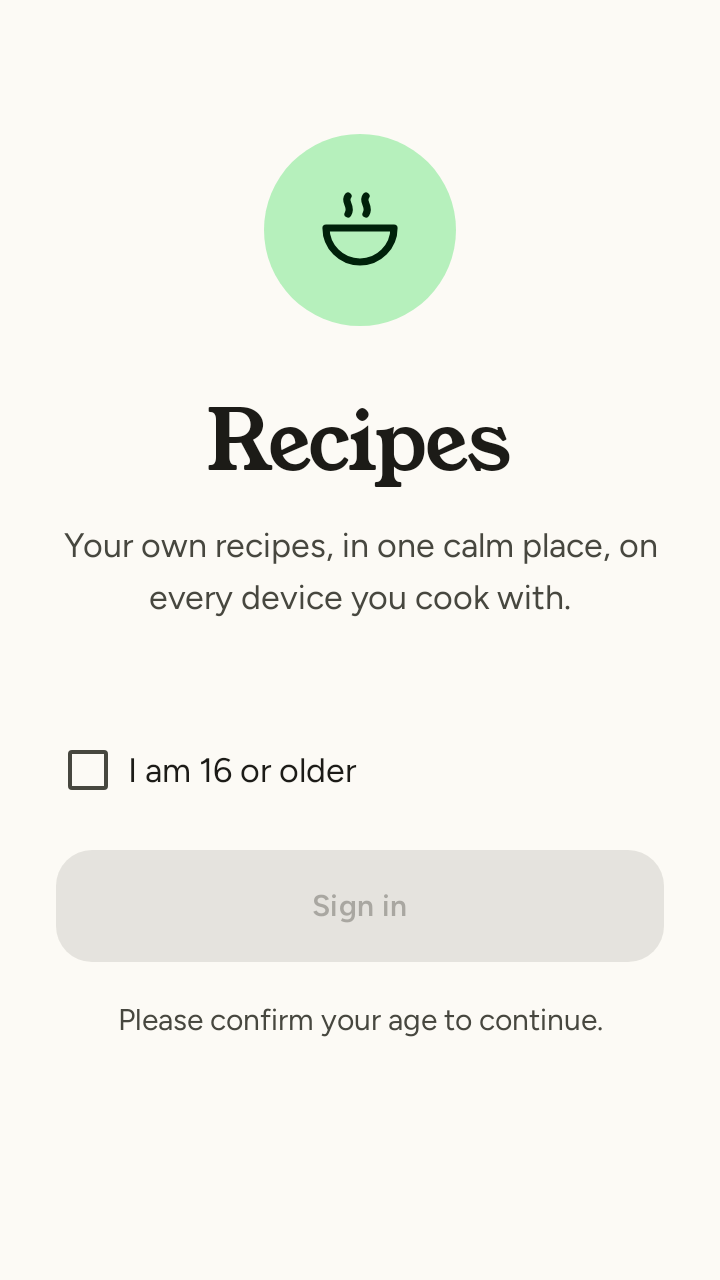 Recipes
Your own recipes, in one calm place, on
every device you cook with.
I am 16 or older
Sign in
Please confirm your age to continue.